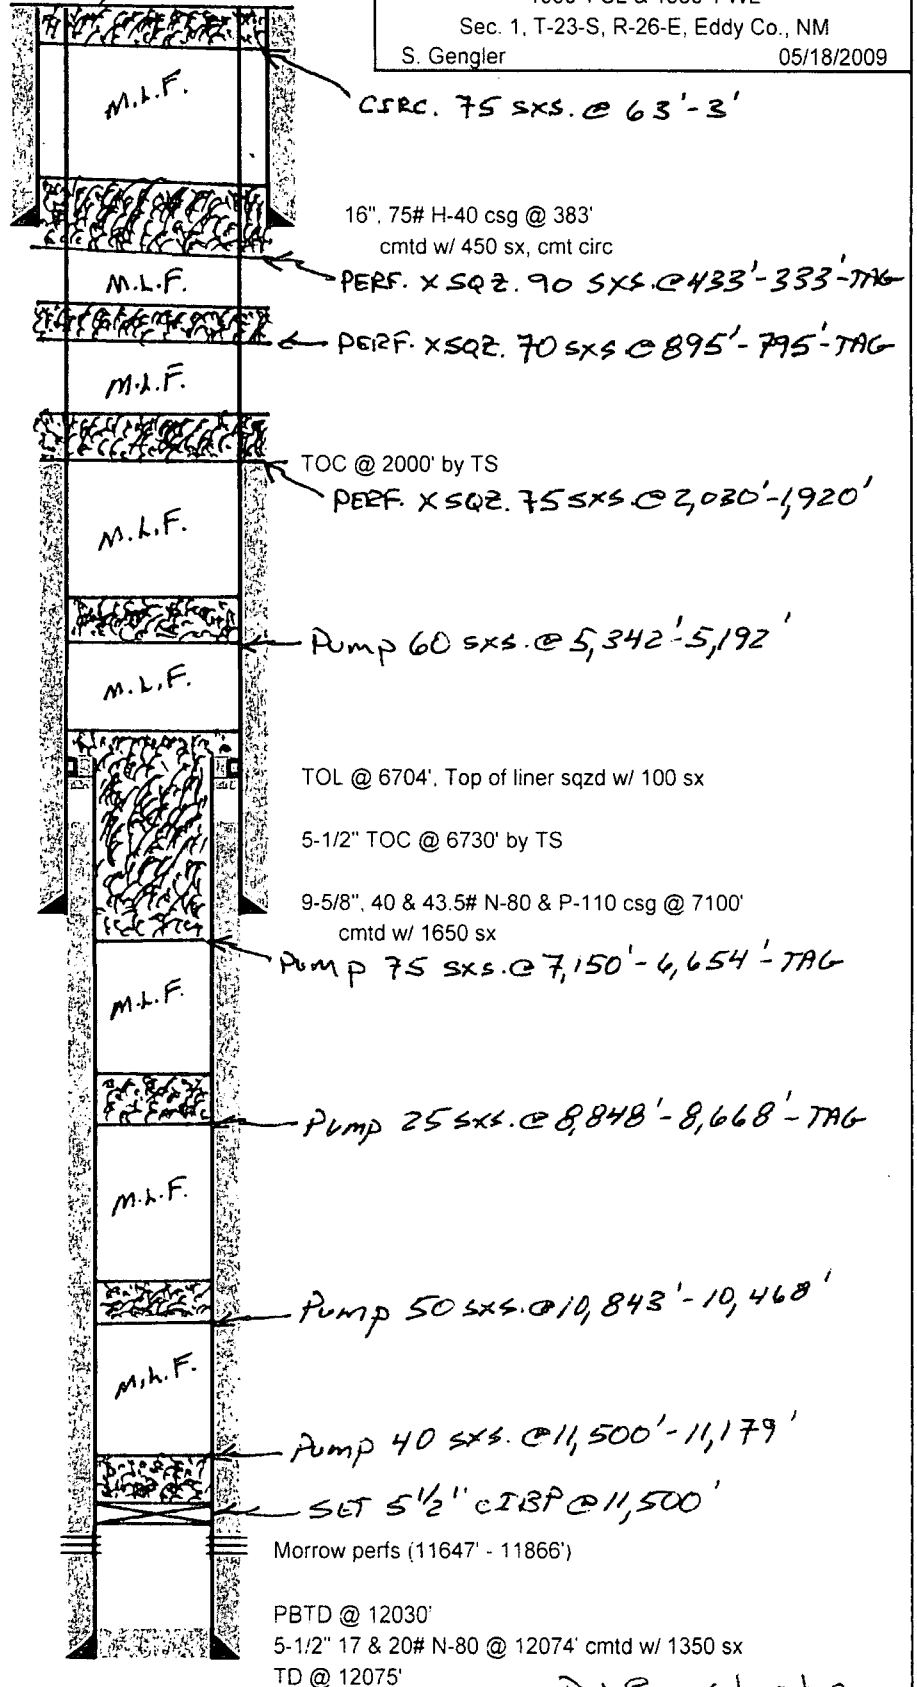 Sec. 1, T-23-S, R-26-E, Eddy Co., NM
S. Gengler 05/18/2009
M.L.F.
CIRC. 75 SXS. @ 63'-3'
16", 75# H-40 csg @ 383'
cmtd w/ 450 sx, cmt circ
PERF. X SQZ. 90 SXS. @ 433'-333'-TAG
M.L.F.
PERF. X SQZ. 70 SXS @ 895'-795'-TAG
M.L.F.
TOC @ 2000' by TS
PERF. X SQZ. 75 SXS. @ 2,030'-1,920'
M.L.F.
Pump 60 SXS. @ 5,342'-5,192'
M.L.F.
TOL @ 6704', Top of liner sqzd w/ 100 sx
5-1/2" TOC @ 6730' by TS
9-5/8", 40 & 43.5# N-80 & P-110 csg @ 7100'
cmtd w/ 1650 sx
Pump 75 SXS. @ 7,150'-6,654'-TAG
M.L.F.
Pump 25 SXS. @ 8,848'-8,668'-TAG
M.L.F.
Pump 50 SXS. @ 10,843'-10,468'
M.L.F.
Pump 40 SXS. @ 11,500'-11,179'
SET 5 1/2" CIBP @ 11,500'
Morrow perfs (11647' - 11866')
PBTD @ 12030'
5-1/2" 17 & 20# N-80 @ 12074' cmtd w/ 1350 sx
TD @ 12075'